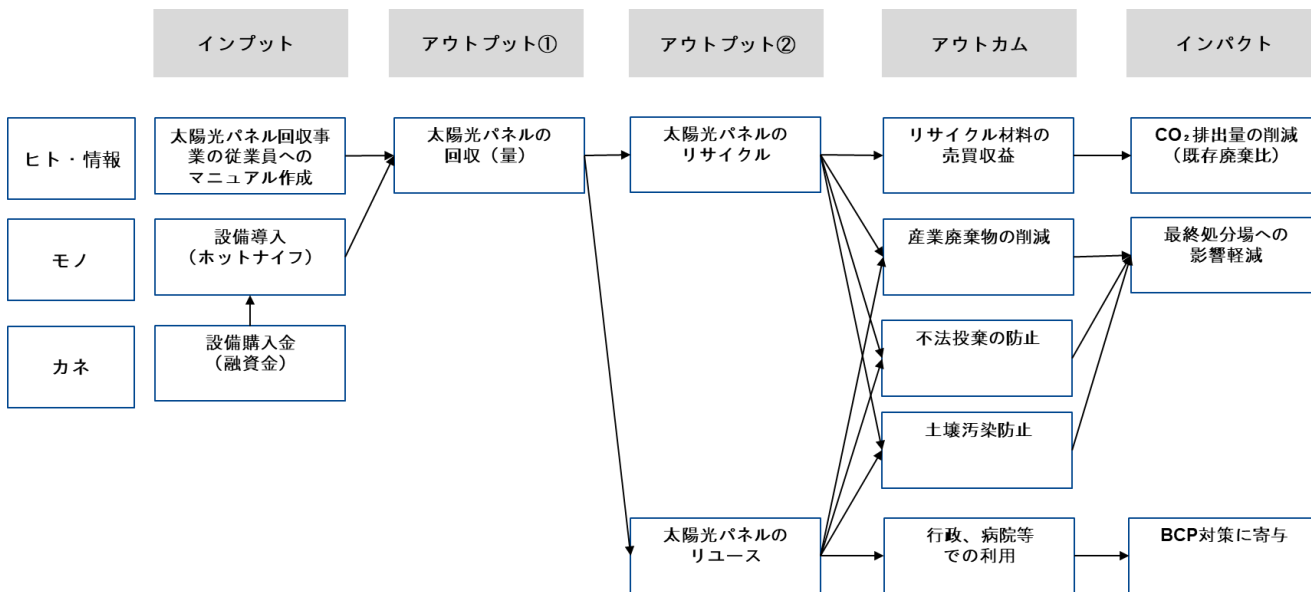 インプット
アウトプット①
アウトプット②
アウトカム
インパクト
ヒト・情報
太陽光パネル回収事
業の従業員への
マニュアル作成
太陽光パネルの
回収（量）
太陽光パネルの
リサイクル
リサイクル材料の
売買収益
CO₂排出量の削減
（既存廃棄比）
モノ
設備導入
（ホットナイフ）
産業廃棄物の削減
最終処分場への
影響軽減
カネ
設備購入金
（融資金）
不法投棄の防止
土壌汚染防止
太陽光パネルの
リユース
行政、病院等
での利用
BCP対策に寄与